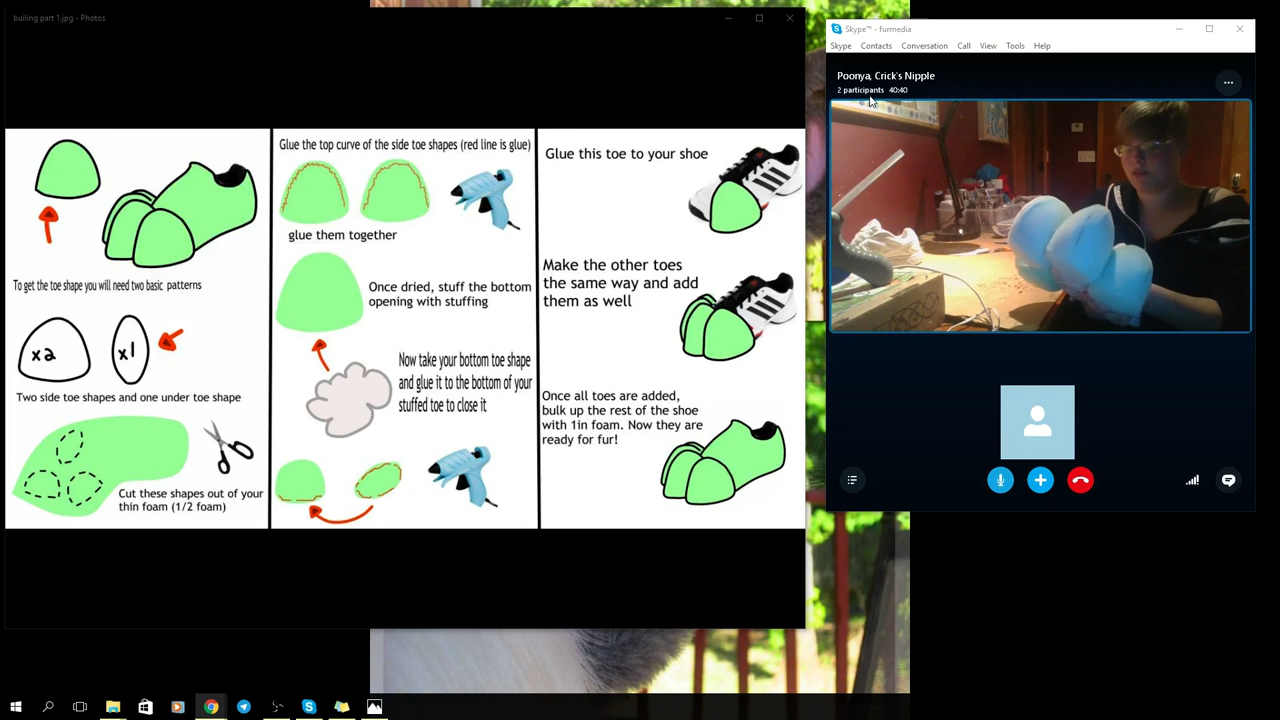 builing part 1.jpg - Photos
To get the toe shape you will need two basic patterns
x2
x1
Two side toe shapes and one under toe shape
Cut these shapes out of your
thin foam (1/2 foam)
Glue the top curve of the side toe shapes (red line is glue)
glue them together
Once dried, stuff the bottom
opening with stuffing
Now take your bottom toe shape
and glue it to the bottom of your
stuffed toe to close it
Glue this toe to your shoe
Make the other toes
the same way and add
them as well
Once all toes are added,
bulk up the rest of the shoe
with 1in foam. Now they are
ready for fur!
Skype™ - furmedia
Skype Contacts Conversation Call View Tools Help
Poonya, Crick's Nipple
2 participants 40:40